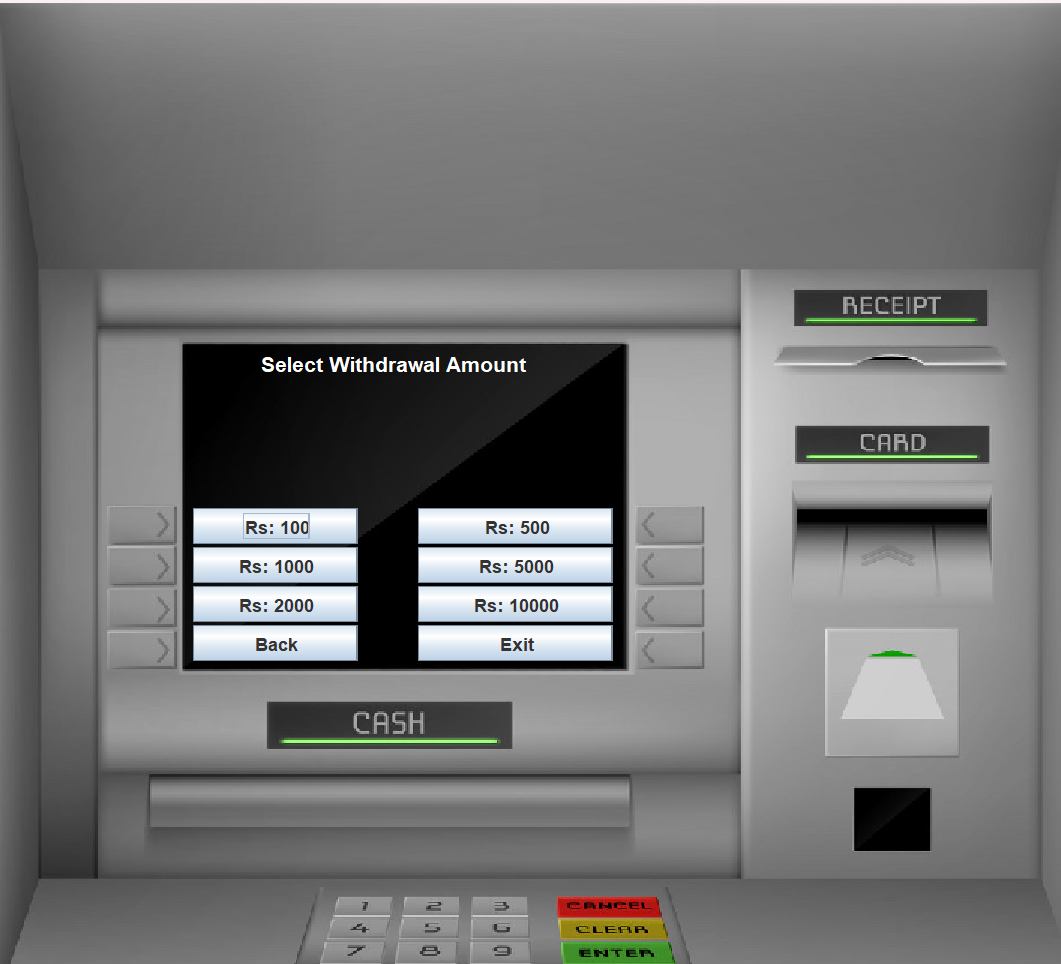 RECEIPT
Select Withdrawal Amount
CARD
Rs: 100 Rs: 500
Rs: 1000 Rs: 5000
Rs: 2000 Rs: 10000
Back Exit
CASH
1 2 3 CANCEL
4 5 6 CLEAR
7 8 9 ENTER